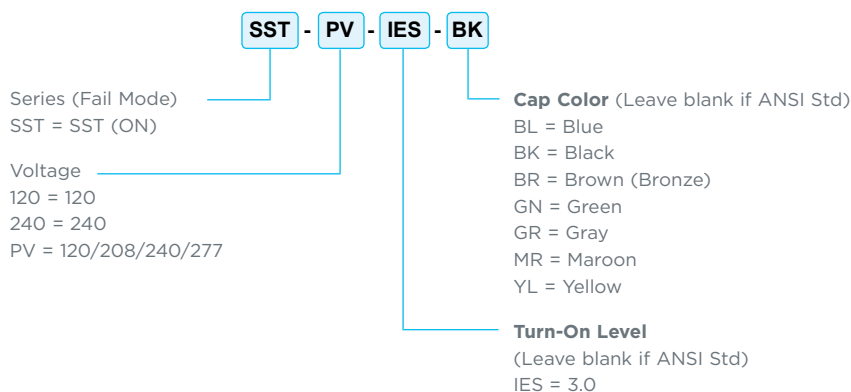 SST - PV - IES - BK
Series (Fail Mode)
SST = SST (ON)
Voltage
120 = 120
240 = 240
PV = 120/208/240/277
Cap Color (Leave blank if ANSI Std)
BL = Blue
BK = Black
BR = Brown (Bronze)
GN = Green
GR = Gray
MR = Maroon
YL = Yellow
Turn-On Level
(Leave blank if ANSI Std)
IES = 3.0